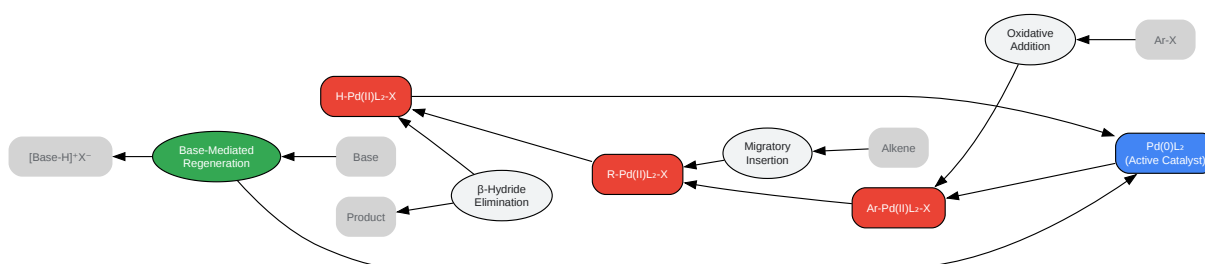 Oxidative
Addition
Ar-X
H-Pd(II)L₂-X
[Base-H]⁺X⁻
Base-Mediated
Regeneration
Base
Migratory
Insertion
Alkene
Pd(0)L₂
(Active Catalyst)
R-Pd(II)L₂-X
β-Hydride
Elimination
Product
Ar-Pd(II)L₂-X